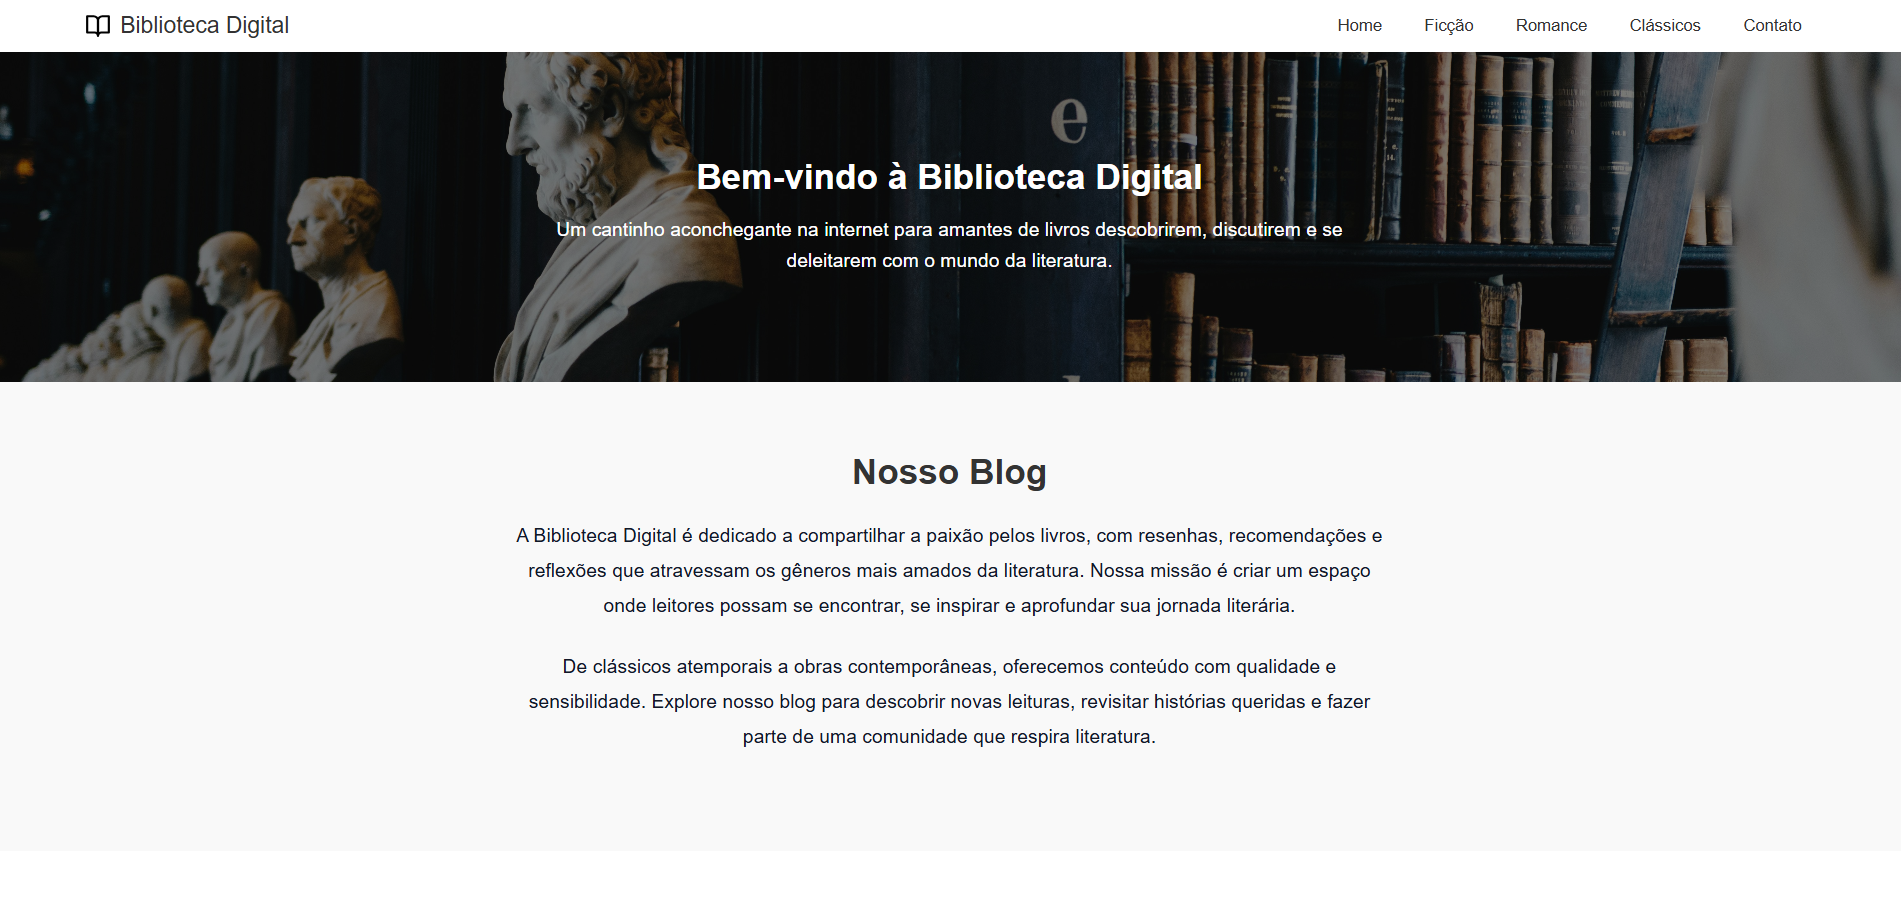 Biblioteca Digital
Home Ficção Romance Clássicos Contato
e
Bem-vindo à Biblioteca Digital
Um cantinho aconchegante na internet para amantes de livros descobrirem, discutirem e se
deleitarem com o mundo da literatura.
Nosso Blog
A Biblioteca Digital é dedicado a compartilhar a paixão pelos livros, com resenhas, recomendações e
reflexões que atravessam os gêneros mais amados da literatura. Nossa missão é criar um espaço
onde leitores possam se encontrar, se inspirar e aprofundar sua jornada literária.
De clássicos atemporais a obras contemporâneas, oferecemos conteúdo com qualidade e
sensibilidade. Explore nosso blog para descobrir novas leituras, revisitar histórias queridas e fazer
parte de uma comunidade que respira literatura.